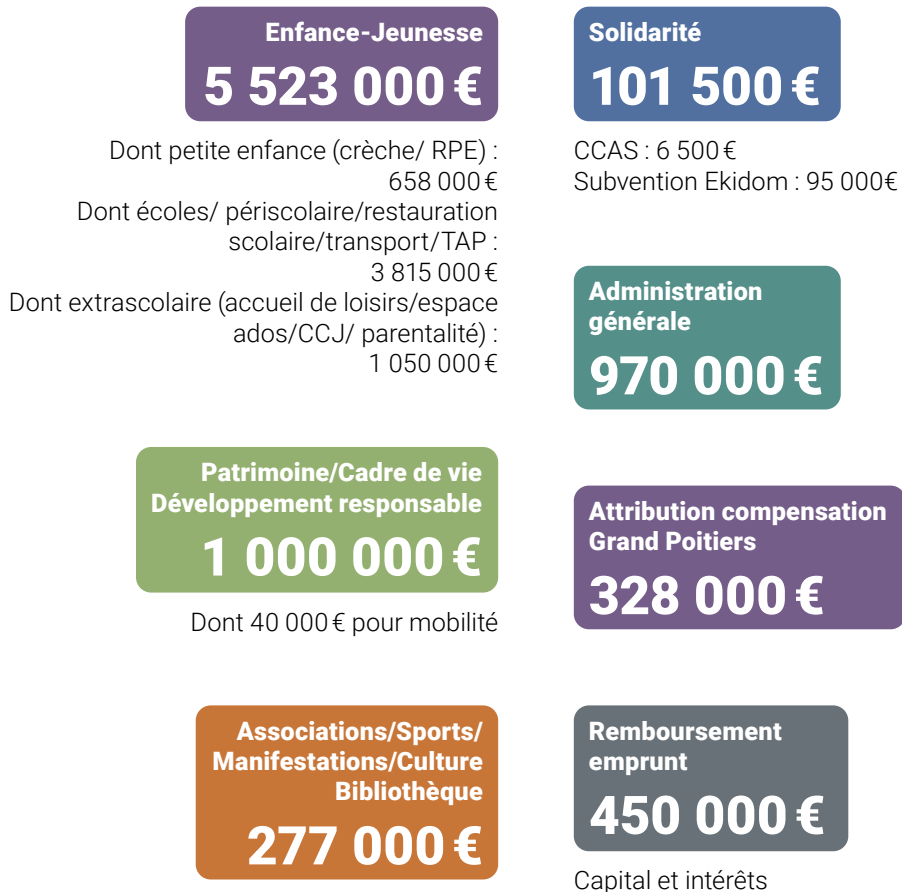 Enfance-Jeunesse
5 523 000 €
Dont petite enfance (crèche/ RPE) :
658 000 €
Dont écoles/ périscolaire/restauration
scolaire/transport/TAP :
3 815 000 €
Dont extrascolaire (accueil de loisirs/espace
ados/CCJ/ parentalité) :
1 050 000 €
Patrimoine/Cadre de vie
Développement responsable
1 000 000 €
Dont 40 000 € pour mobilité
Associations/Sports/
Manifestations/Culture
Bibliothèque
277 000 €
Solidarité
101 500 €
CCAS : 6 500 €
Subvention Ekidom : 95 000€
Administration
générale
970 000 €
Attribution compensation
Grand Poitiers
328 000 €
Remboursement
emprunt
450 000 €
Capital et intérêts